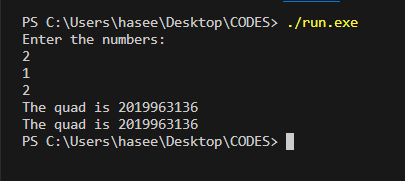 PS C:\Users\hasee\Desktop\CODES> ./run.exe
Enter the numbers:
2
1
2
The quad is 2019963136
The quad is 2019963136
PS C:\Users\hasee\Desktop\CODES>